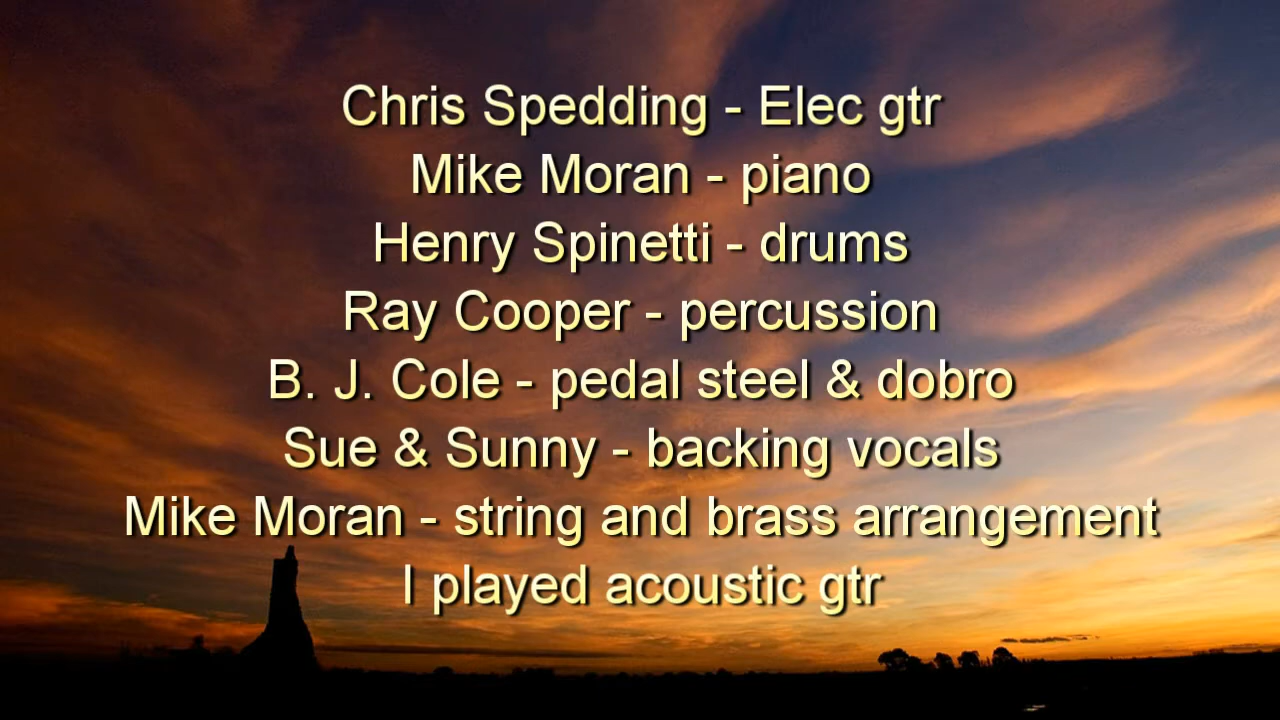 Chris Spedding - Elec gtr
Mike Moran - piano
Henry Spinetti - drums
Ray Cooper - percussion
B. J. Cole - pedal steel & dobro
Sue & Sunny - backing vocals
Mike Moran - string and brass arrangement
I played acoustic gtr